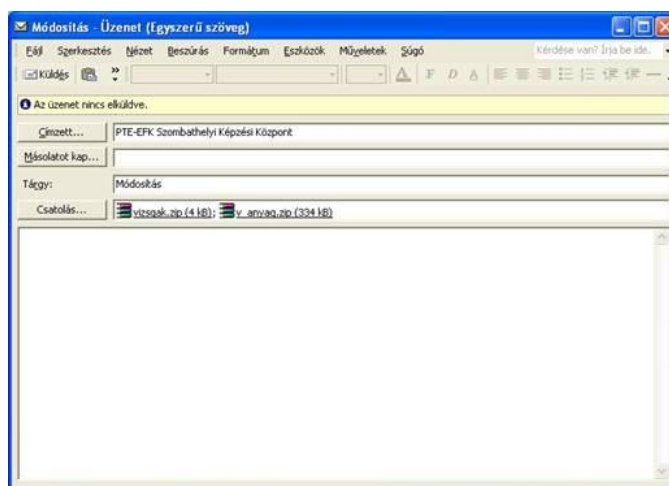 Módosítás - Üzenet (Egyszerű szöveg)
Fájl Szerkesztés Nézet Beszúrás Formátum Eszközök Műveletek Súgó Kérdése van? Írja be ide.
Küldés F D A
Az üzenet nincs elküldve.
Címzett... PTE-EFK Szombathelyi Képzési Központ
Másolatot kap...
Tárgy: Módosítás
Csatolás... vizsgak.zip (4 kB); v_anyag.zip (334 kB)